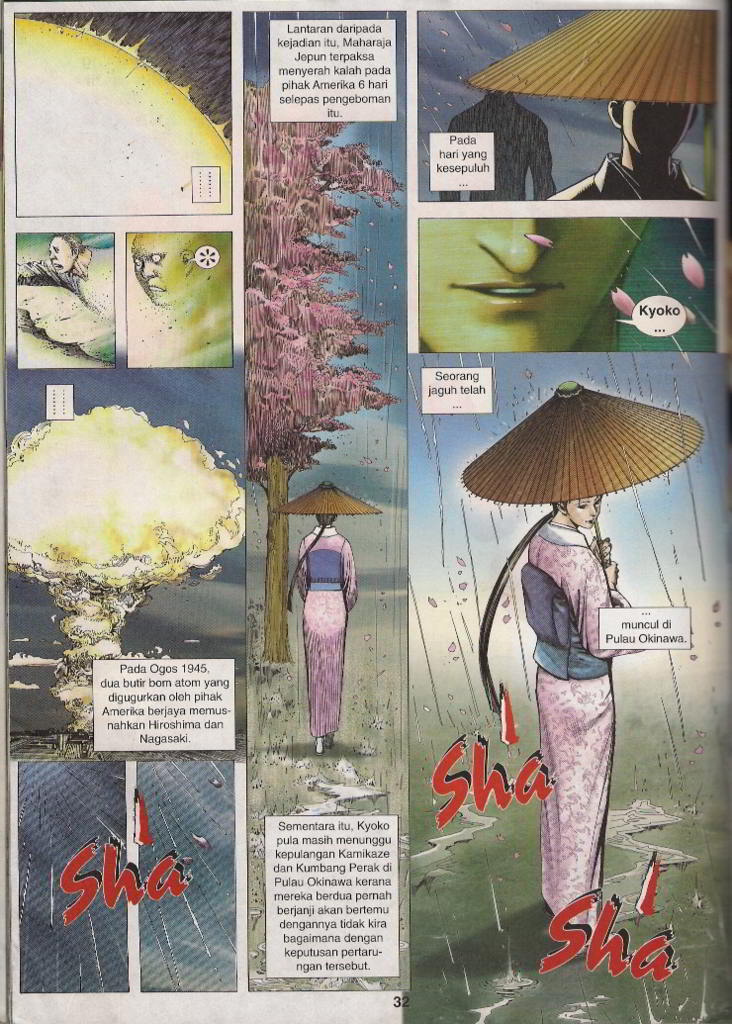 Pada Ogos 1945,
dua butir bom atom yang
digugurkan oleh pihak
Amerika berjaya memus-
nahkan Hiroshima dan
Nagasaki.
Sha
Lantaran daripada
kejadian itu, Maharaja
Jepun terpaksa
menyerah kalah pada
pihak Amerika 6 hari
selepas pengeboman
itu.
Sementara itu, Kyoko
pula masih menunggu
kepulangan Kamikaze
dan Kumbang Perak di
Pulau Okinawa kerana
mereka berdua pernah
berjanji akan bertemu
dengannya tidak kira
bagaimana dengan
keputusan pertaru-
ngan tersebut.
Pada
hari yang
kesepuluh
...
Kyoko
...
Seorang
jaguh telah
...
...
muncul di
Pulau Okinawa.
Sha
Sha
32